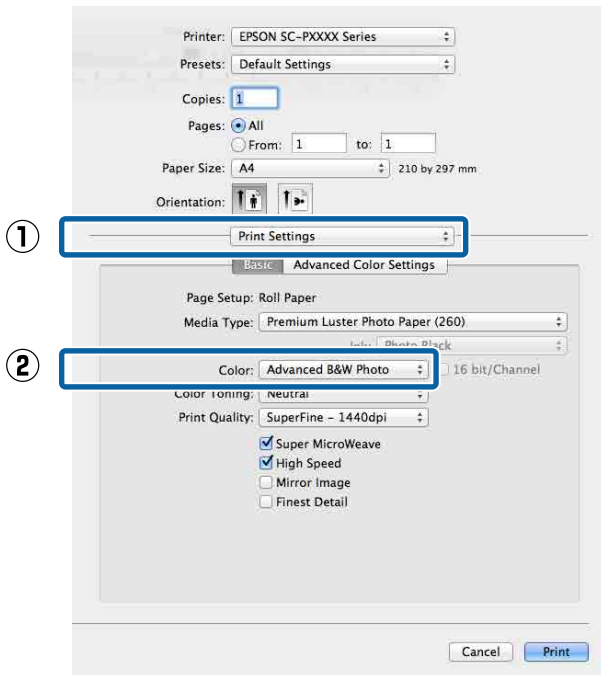 Printer: EPSON SC-PXXXX Series
Presets: Default Settings
Copies: 1
Pages: All
From: 1 to: 1
Paper Size: A4 210 by 297 mm
Orientation:
① Print Settings
Basic Advanced Color Settings
Page Setup: Roll Paper
Media Type: Premium Luster Photo Paper (260)
Ink: Photo Black
② Color: Advanced B&W Photo 16 bit/Channel
Color Toning: Neutral
Print Quality: SuperFine - 1440dpi
Super MicroWeave
High Speed
Mirror Image
Finest Detail
Cancel Print